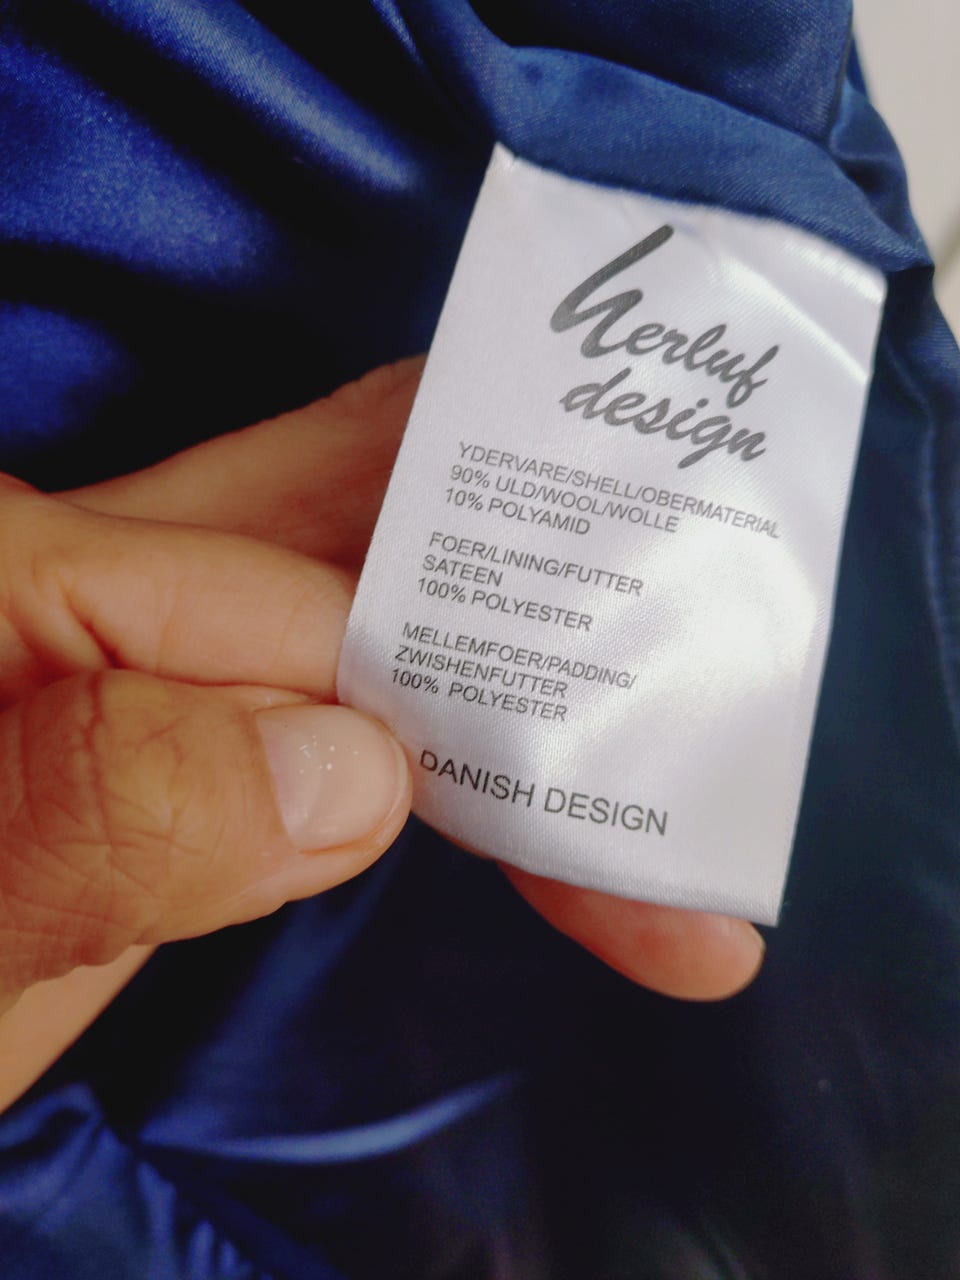 herluf
design
YDERVARE/SHELL/OBERMATERIAL
90% ULD/WOOL/WOLLE
10% POLYAMID
FOER/LINING/FUTTER
SATEEN
100% POLYESTER
MELLEMFOER/PADDING/
ZWISHENFUTTER
100% POLYESTER
DANISH DESIGN